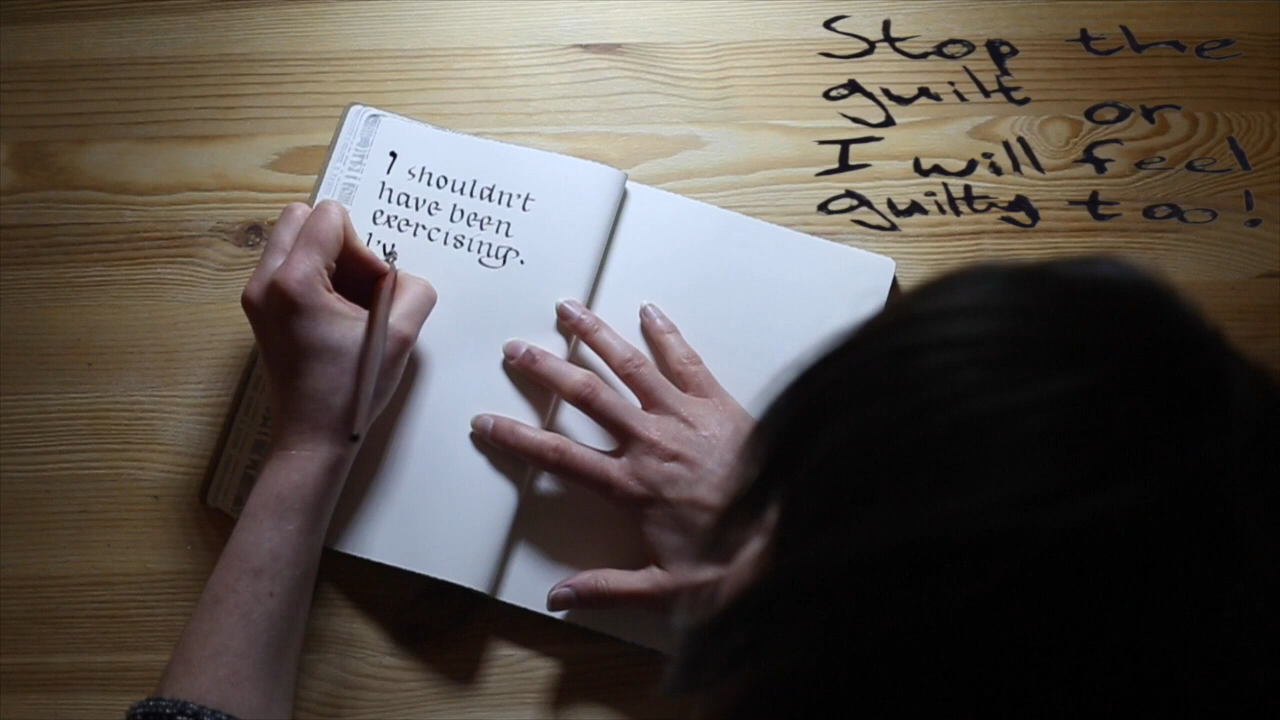 I shouldn't
have been
exercising.
I'v
Stop the
guilt or
I will feel
guilty too!